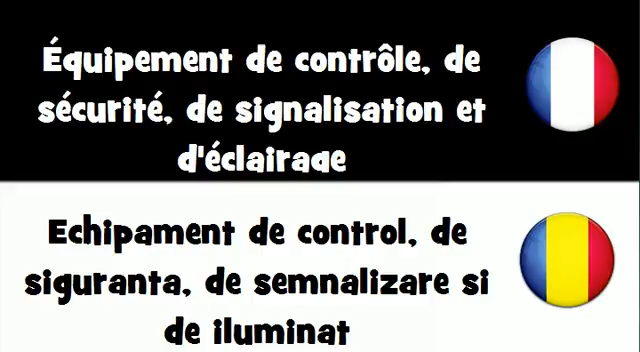 Équipement de contrôle, de
sécurité, de signalisation et
d'éclairage
Echipament de control, de
siguranta, de semnalizare si
de iluminat